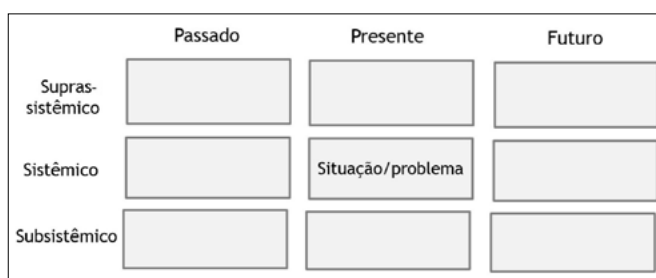 Passado Presente Futuro
Supras-
sistêmico
Sistêmico Situação/problema
Subsistêmico